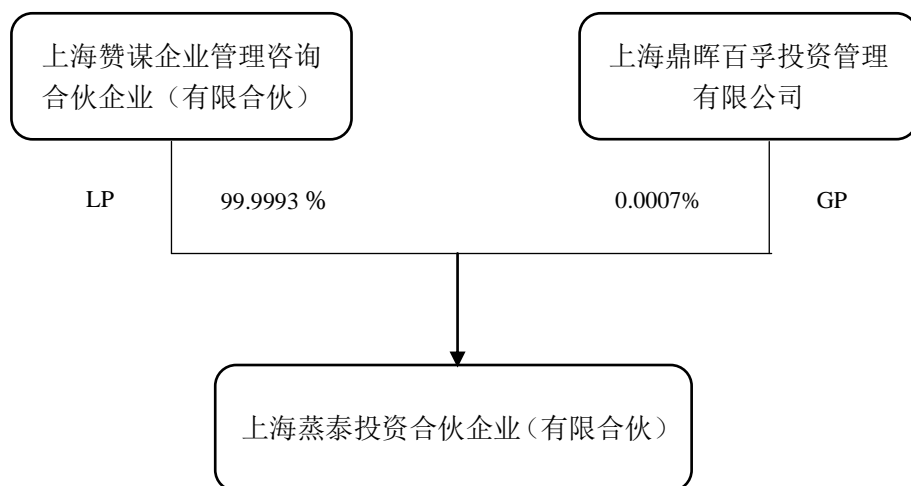 上海赞谋企业管理咨询
合伙企业（有限合伙）
上海鼎晖百孚投资管理
有限公司
LP
99.9993 %
0.0007%
GP
上海蒸泰投资合伙企业（有限合伙）